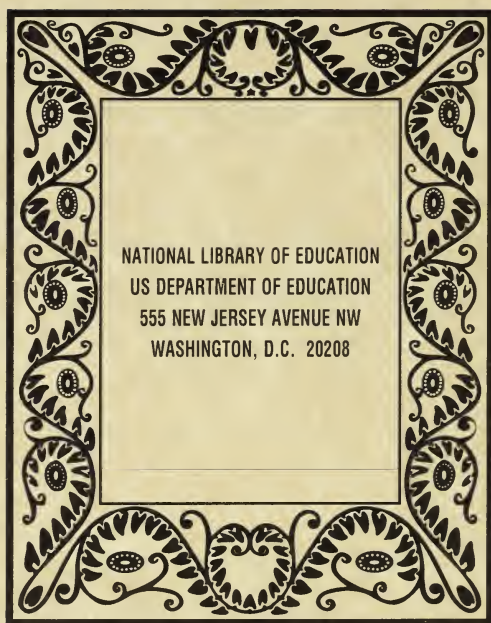 NATIONAL LIBRARY OF EDUCATION
US DEPARTMENT OF EDUCATION
555 NEW JERSEY AVENUE NW
WASHINGTON, D.C. 20208